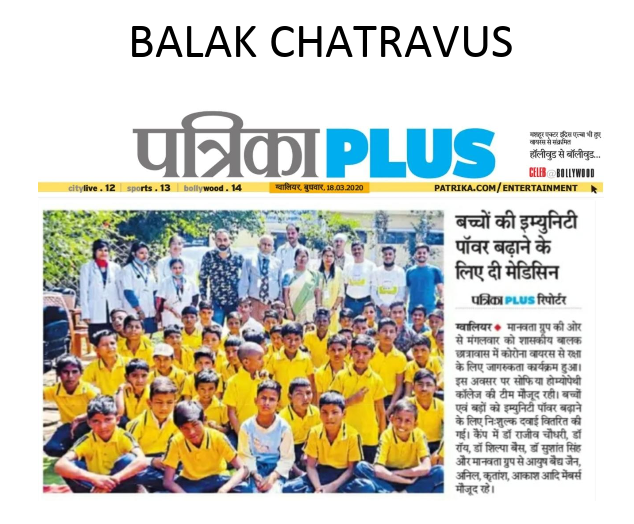 BALAK CHATRAVUS
पत्रिका PLUS
मशहूर एक्टर इद्रिस एल्बा भी हुए
वायरस से संक्रमित
हॉलीवुड से बॉलीवुड...
CELEB@BOLLYWOOD
citylive . 12 | sports . 13 | bollywood . 14
ग्वालियर, बुधवार, 18.03.2020
PATRIKA.COM/ENTERTAINMENT
बच्चों की इम्युनिटी
पॉवर बढ़ाने के
लिए दी मेडिसिन
पत्रिका PLUS रिपोर्टर
ग्वालियर ◆ मानवता ग्रुप की ओर
से मंगलवार को शासकीय बालक
छात्रावास में कोरोना वायरस से रक्षा
के लिए जागरुकता कार्यक्रम हुआ।
इस अवसर पर सोफिया होम्योपैथी
कॉलेज की टीम मौजूद रही। बच्चों
एवं बड़ों को इम्युनिटी पॉवर बढ़ाने
के लिए निःशुल्क दवाई वितरित की
गई। कैंप में डॉ राजीव चौधरी, डॉ
रॉय, डॉ शिल्पा बैस, डॉ सुशांत सिंह
और मानवता ग्रुप से आयुष बैद्य जैन,
अनिल, कृतांश, आकाश आदि मेंबर्स
मौजूद रहे।